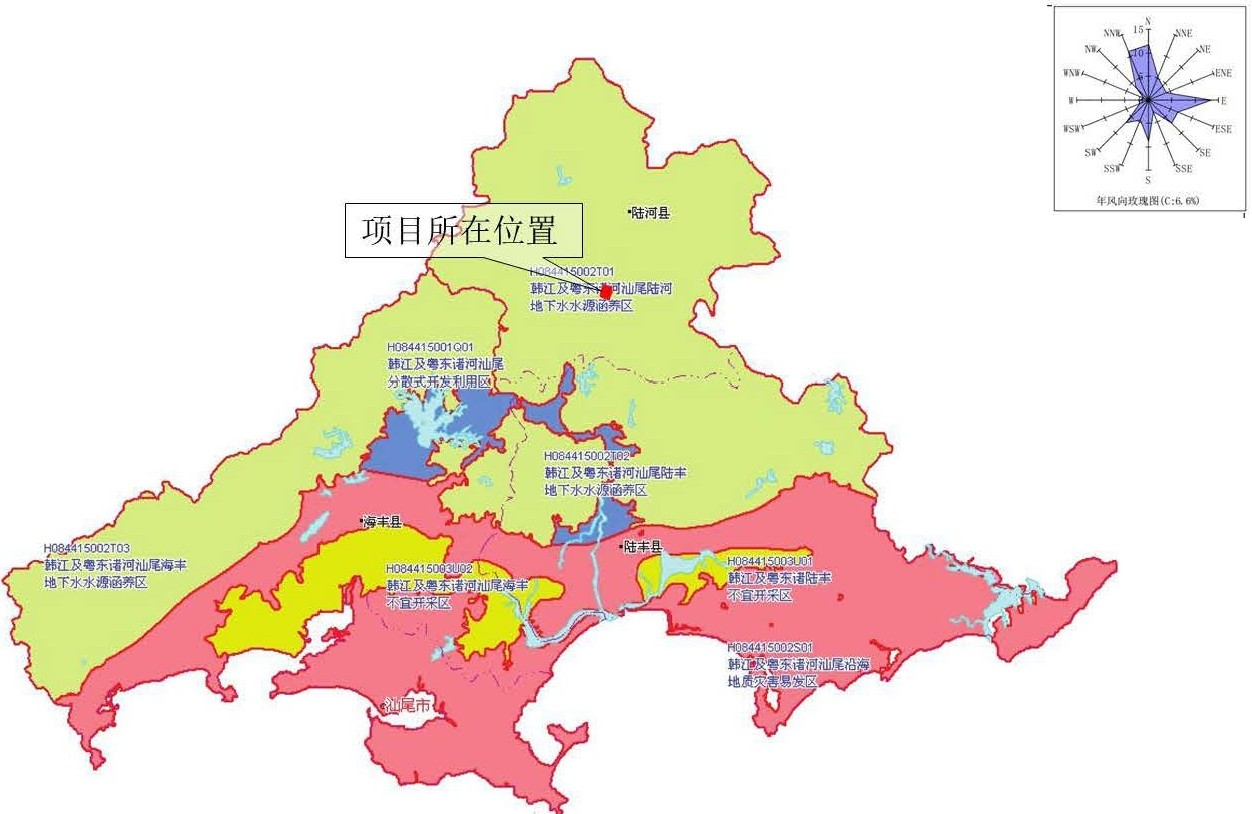 N
NNW
NNE
15
NW
NE
10
WNW
ENE
5
W
E
WSW
ESE
SW
SE
SSW
SSE
S
年风向玫瑰图(C:6.6%)
陆河县
项目所在位置
H084415002T01
韩江及粤东诸河汕尾陆河
地下水水源涵养区
H084415001Q01
韩江及粤东诸河汕尾
分散式开发利用区
H084415002T02
韩江及粤东诸河汕尾陆丰
地下水水源涵养区
海丰县
陆丰县
H084415002T03
韩江及粤东诸河汕尾海丰
地下水水源涵养区
H084415003U02
韩江及粤东诸河汕尾海丰
不宜开采区
H084415003U01
韩江及粤东诸陆丰
不宜开采区
H084415002S01
韩江及粤东诸河汕尾沿海
地质灾害易发区
汕尾市